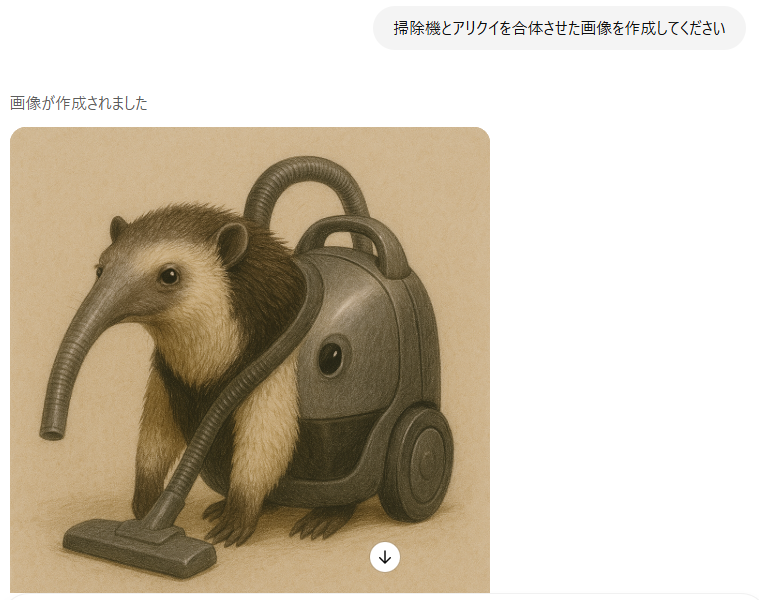 掃除機とアリクイを合体させた画像を作成してください
画像が作成されました